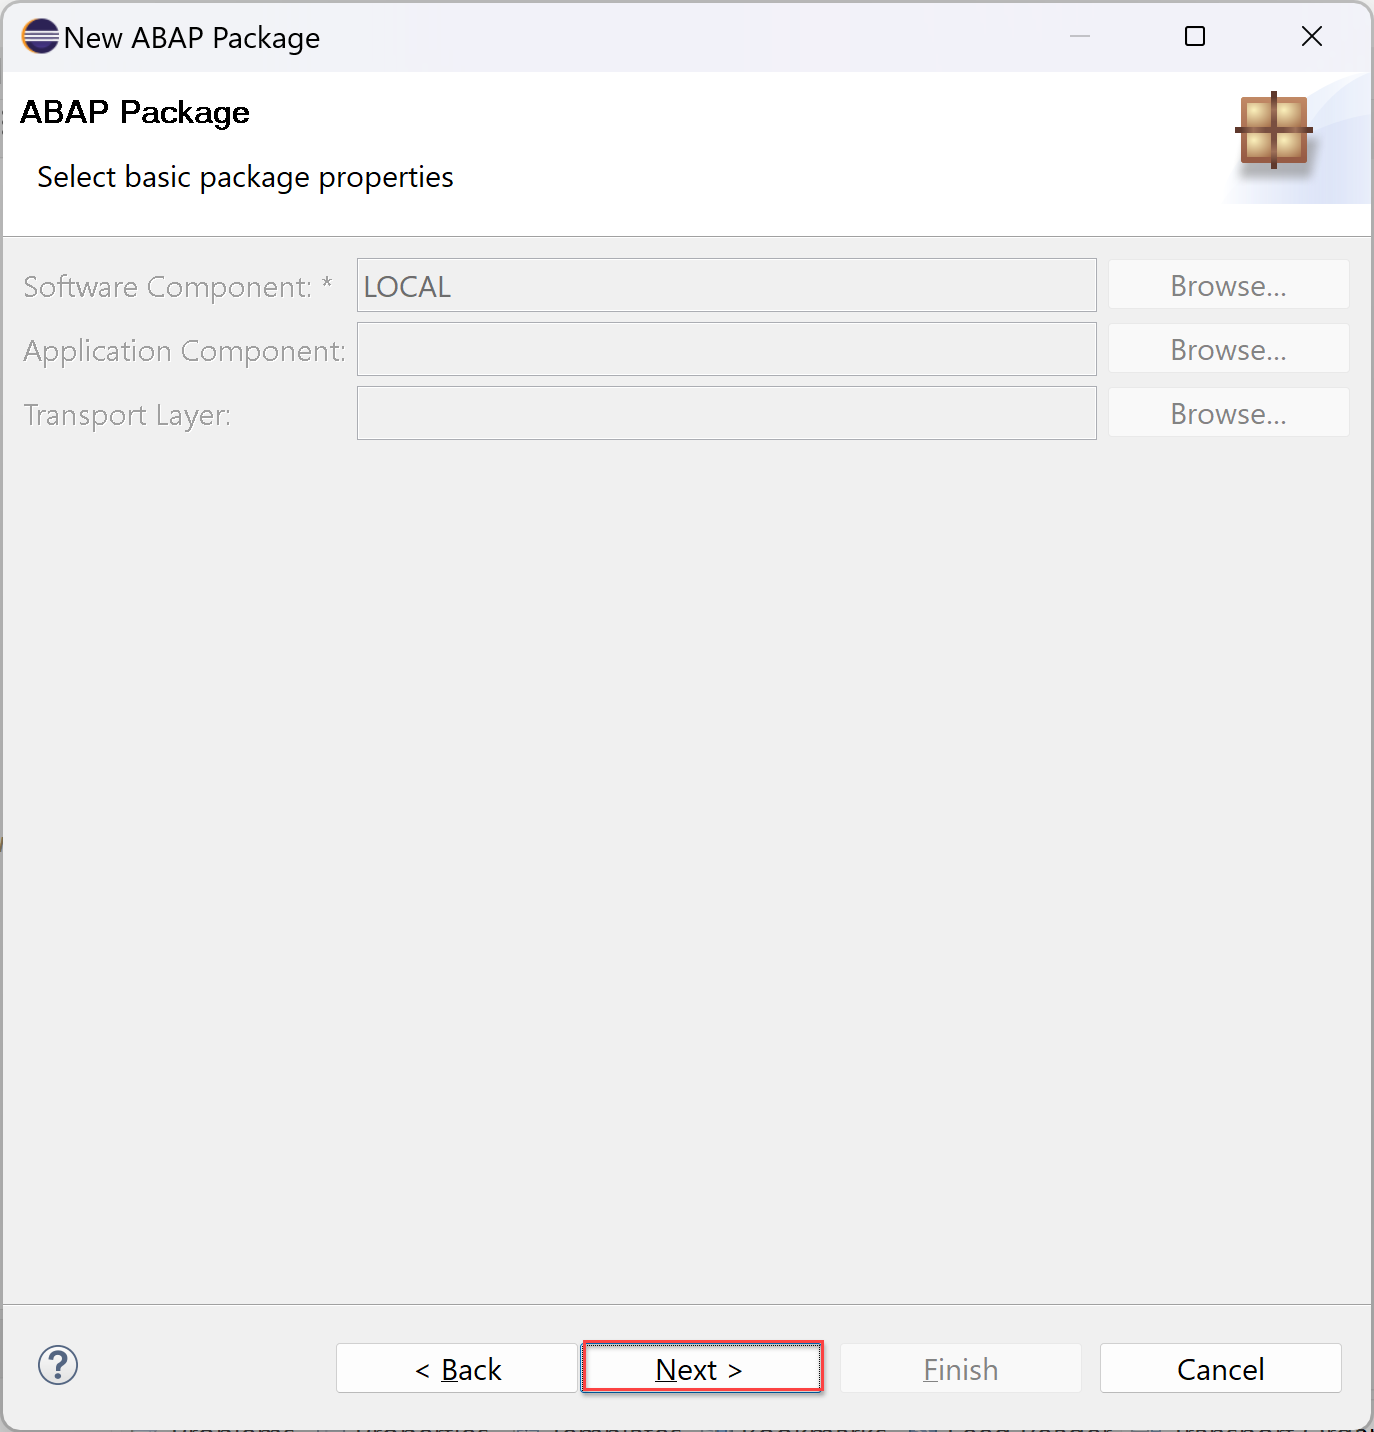 New ABAP Package
ABAP Package
Select basic package properties
Software Component: * LOCAL Browse...
Application Component: Browse...
Transport Layer: Browse...
? < Back Next > Finish Cancel